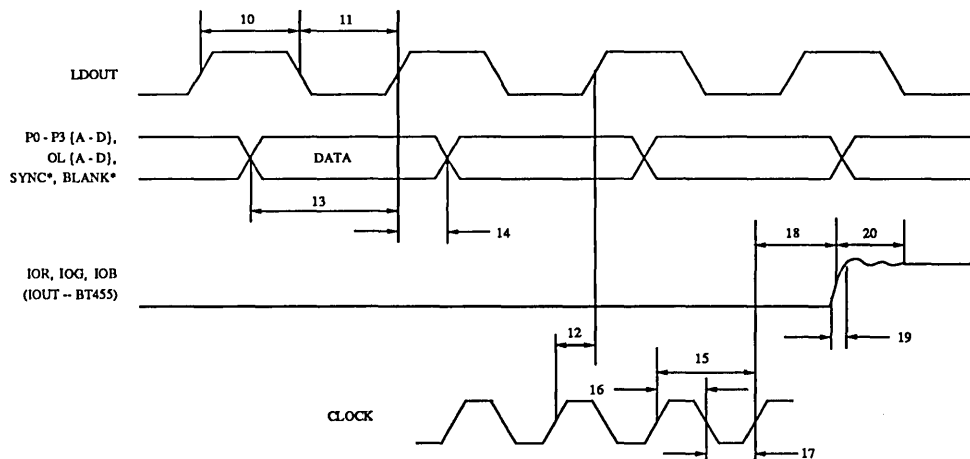 10
11
LDOUT
P0 - P3 {A - D},
OL {A - D},
SYNC*, BLANK*
DATA
13
14
18
20
IOR, IOG, IOB
(IOUT -- BT455)
19
12
15
16
CLOCK
17